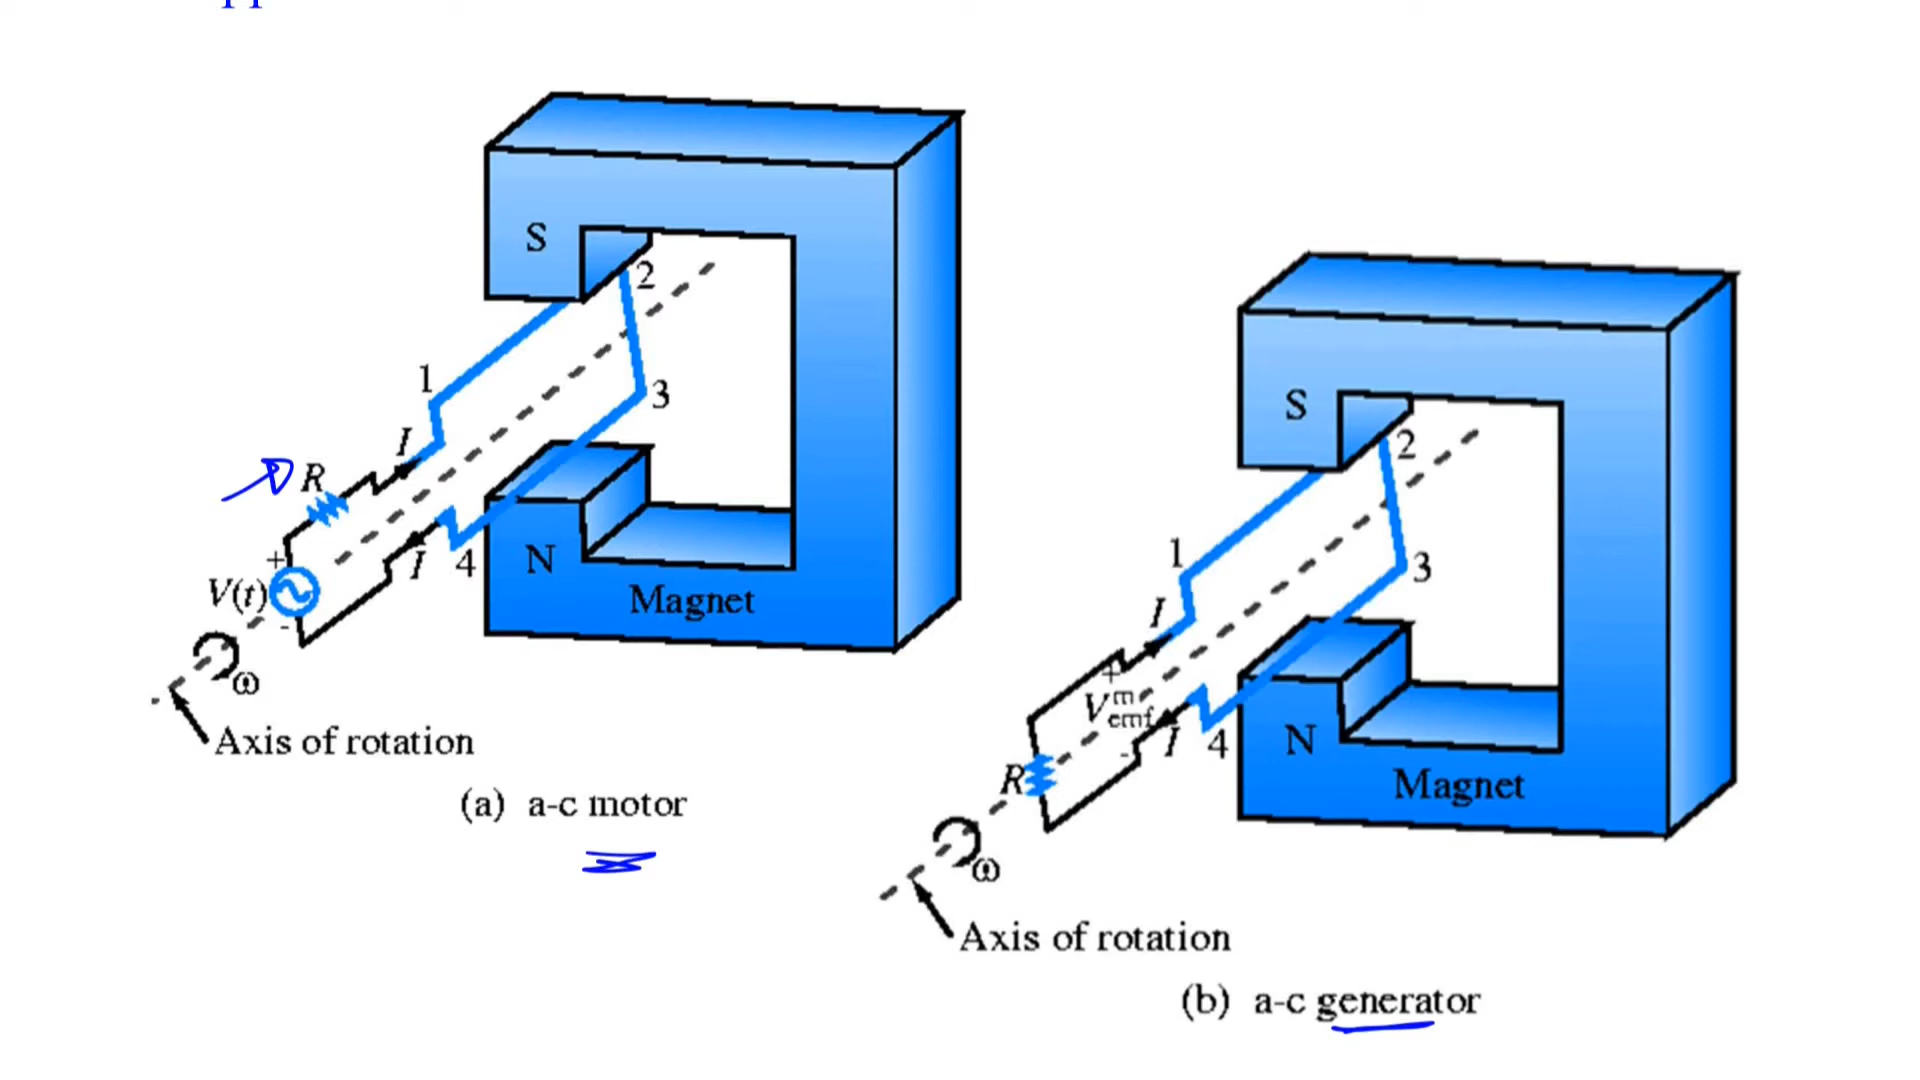 S
2
1
3
I
R
+
I
4
N
V(t)
-
Magnet
ω
Axis of rotation
(a) a-c motor
S
2
1
3
I
+
V^m_emf
I
4
N
-
R
Magnet
ω
Axis of rotation
(b) a-c generator